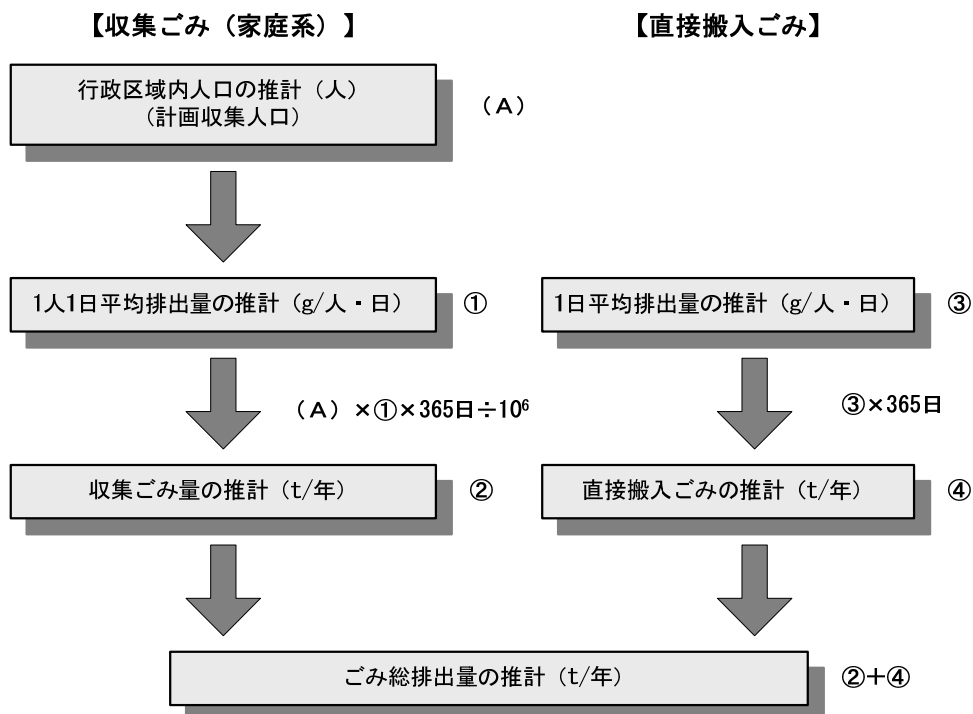 【収集ごみ（家庭系）】
【直接搬入ごみ】
行政区域内人口の推計（人）
（計画収集人口）
（Ａ）
1人1日平均排出量の推計（g/人・日）
①
1日平均排出量の推計（g/人・日）
③
（Ａ）×①×365日÷10⁶
③×365日
収集ごみ量の推計（t/年）
②
直接搬入ごみの推計（t/年）
④
ごみ総排出量の推計（t/年）
②＋④